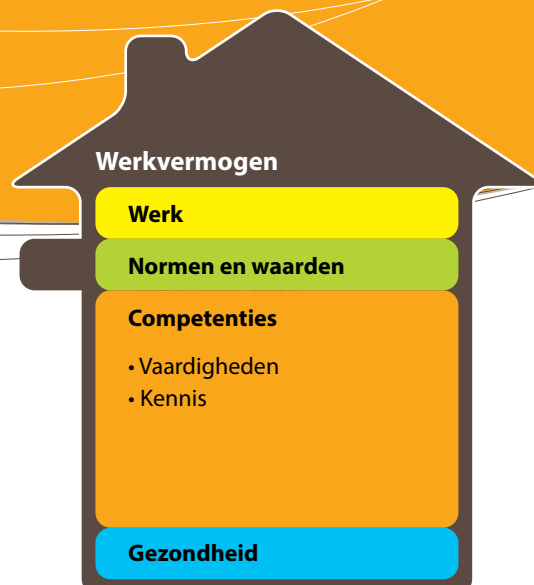 Werkvermogen
Werk
Normen en waarden
Competenties
• Vaardigheden
• Kennis
Gezondheid